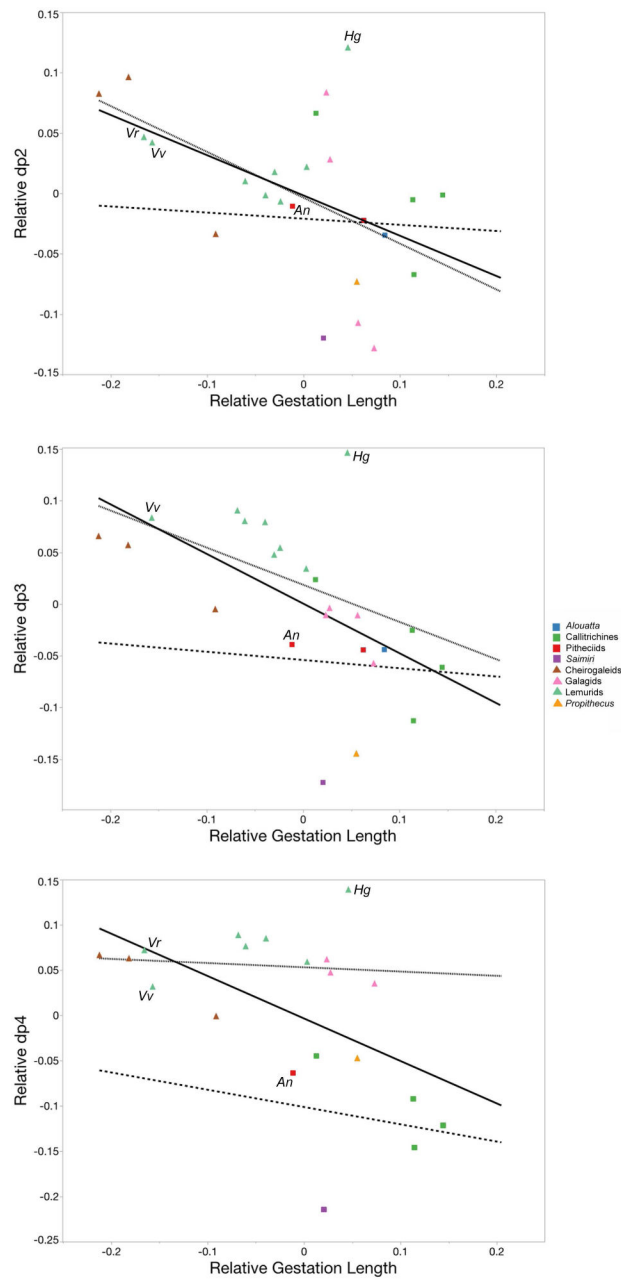 0.15
Hg
0.1
0.05
Vr
Vv
Relative dp2
0
An
-0.05
-0.1
-0.15
-0.2 -0.1 0 0.1 0.2
Relative Gestation Length
0.15
Hg
0.1
Vv
0.05
Relative dp3
0
An
-0.05
-0.1
-0.15
-0.2 -0.1 0 0.1 0.2
Relative Gestation Length
Alouatta
Callitrichines
Pitheciids
Saimiri
Cheirogaleids
Galagids
Lemurids
Propithecus
0.15
Hg
0.1
Vr
0.05
Vv
Relative dp4
0
-0.05
An
-0.1
-0.15
-0.2
-0.25
-0.2 -0.1 0 0.1 0.2
Relative Gestation Length